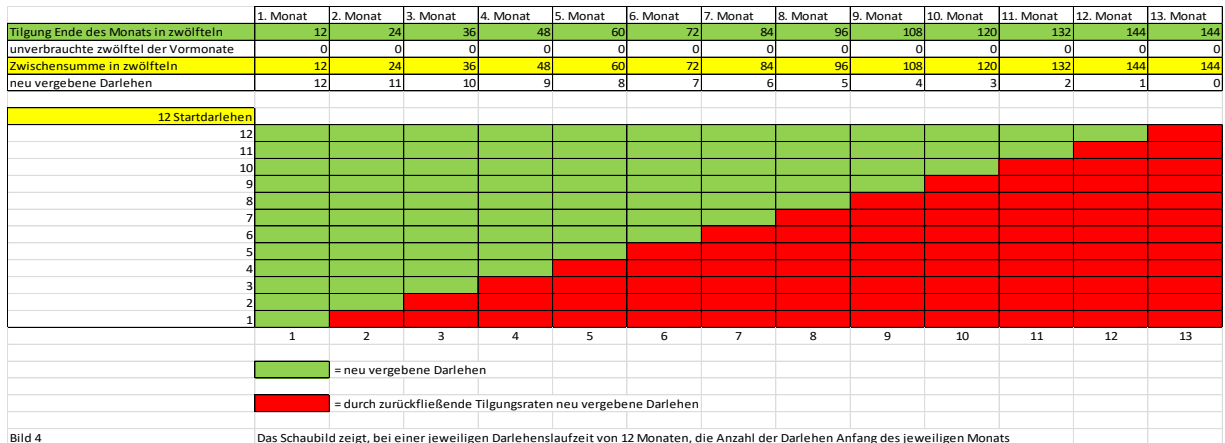 1. Monat 2. Monat 3. Monat 4. Monat 5. Monat 6. Monat 7. Monat 8. Monat 9. Monat 10. Monat 11. Monat 12. Monat 13. Monat
Tilgung Ende des Monats in zwölfteln 12 24 36 48 60 72 84 96 108 120 132 144 144
unverbrauchte zwölftel der Vormonate 0 0 0 0 0 0 0 0 0 0 0 0 0
Zwischensumme in zwölfteln 12 24 36 48 60 72 84 96 108 120 132 144 144
neu vergebene Darlehen 12 11 10 9 8 7 6 5 4 3 2 1 0
12 Startdarlehen
12
11
10
9
8
7
6
5
4
3
2
1
1 2 3 4 5 6 7 8 9 10 11 12 13
= neu vergebene Darlehen
= durch zurückfließende Tilgungsraten neu vergebene Darlehen
Bild 4 Das Schaubild zeigt, bei einer jeweiligen Darlehenslaufzeit von 12 Monaten, die Anzahl der Darlehen Anfang des jeweiligen Monats